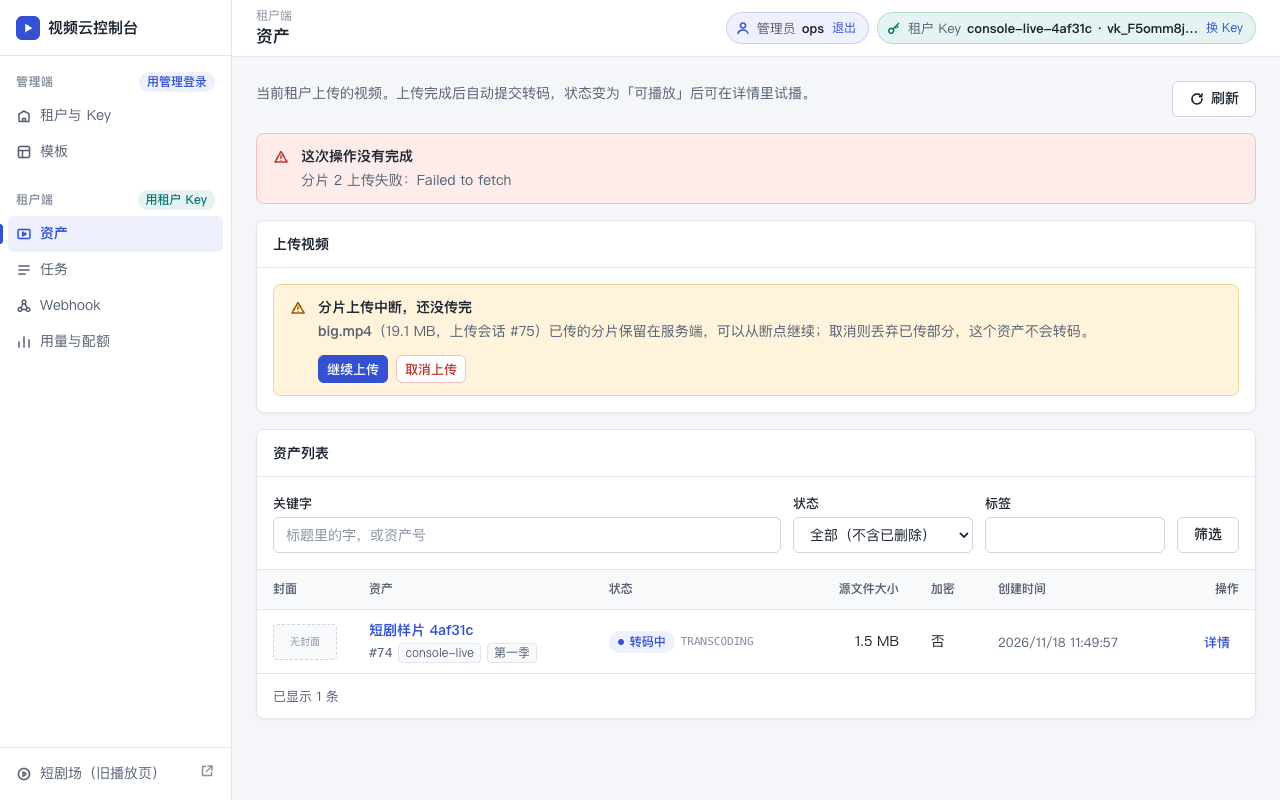 视频云控制台
管理端
用管理登录
租户与 Key
模板
租户端
用租户 Key
资产
任务
Webhook
用量与配额
短剧场（旧播放页）
租户端
资产
管理员 ops 退出
租户 Key console-live-4af31c · vk_F5omm8j... 换 Key
当前租户上传的视频。上传完成后自动提交转码，状态变为「可播放」后可在详情里试播。
刷新
这次操作没有完成
分片 2 上传失败：Failed to fetch
上传视频
分片上传中断，还没传完
big.mp4（19.1 MB，上传会话 #75）已传的分片保留在服务端，可以从断点继续；取消则丢弃已传部分，这个资产不会转码。
继续上传 取消上传
资产列表
关键字 状态 标签
标题里的字，或资产号 全部（不含已删除） 筛选
封面 资产 状态 源文件大小 加密 创建时间 操作
无封面 短剧样片 4af31c 转码中 TRANSCODING 1.5 MB 否 2026/11/18 11:49:57 详情
#74 console-live 第一季
已显示 1 条